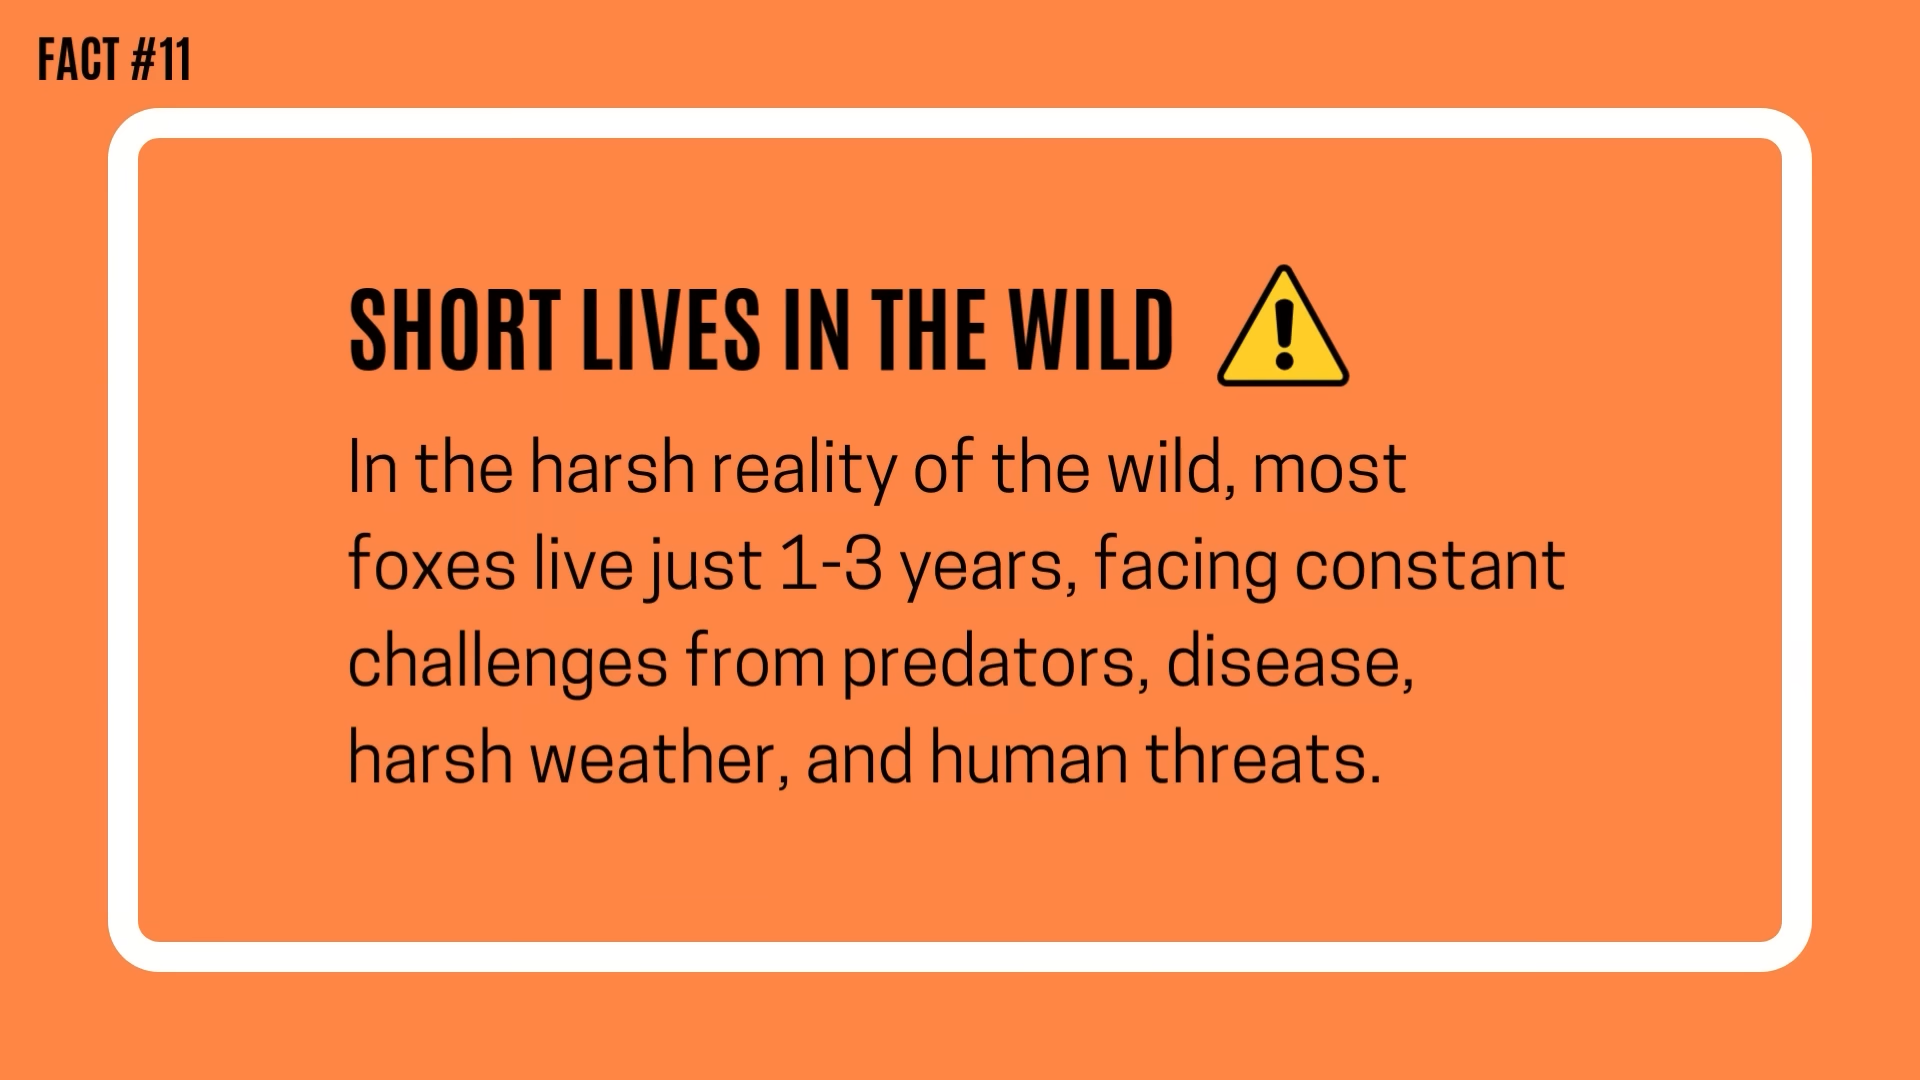 FACT #11
SHORT LIVES IN THE WILD
In the harsh reality of the wild, most
foxes live just 1-3 years, facing constant
challenges from predators, disease,
harsh weather, and human threats.